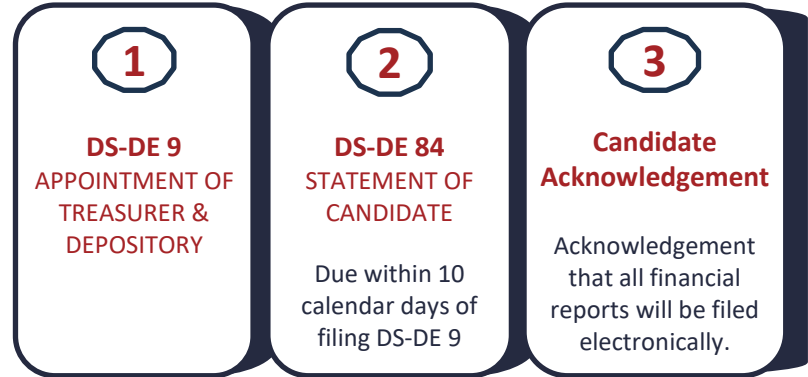 1
DS-DE 9
APPOINTMENT OF
TREASURER &
DEPOSITORY
2
DS-DE 84
STATEMENT OF
CANDIDATE
Due within 10
calendar days of
filing DS-DE 9
3
Candidate
Acknowledgement
Acknowledgement
that all financial
reports will be filed
electronically.